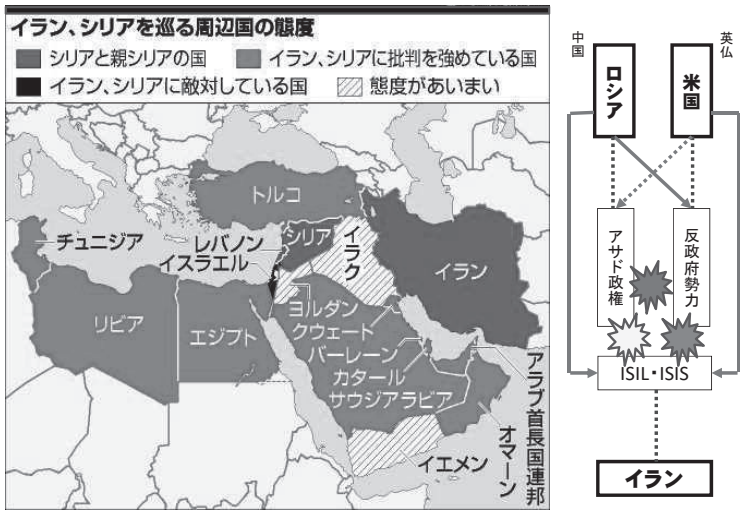 イラン、シリアを巡る周辺国の態度
シリアと親シリアの国
イラン、シリアに批判を強めている国
イラン、シリアに敵対している国
態度があいまい
トルコ
チュニジア
レバノン
シリア
イスラエル
イラク
イラン
リビア
エジプト
ヨルダン
クウェート
バーレーン
カタール
サウジアラビア
アラブ首長国連邦
オマーン
イエメン
中国
ロシア
米国
英仏
アサド政権
反政府勢力
ISIL・ISIS
イラン